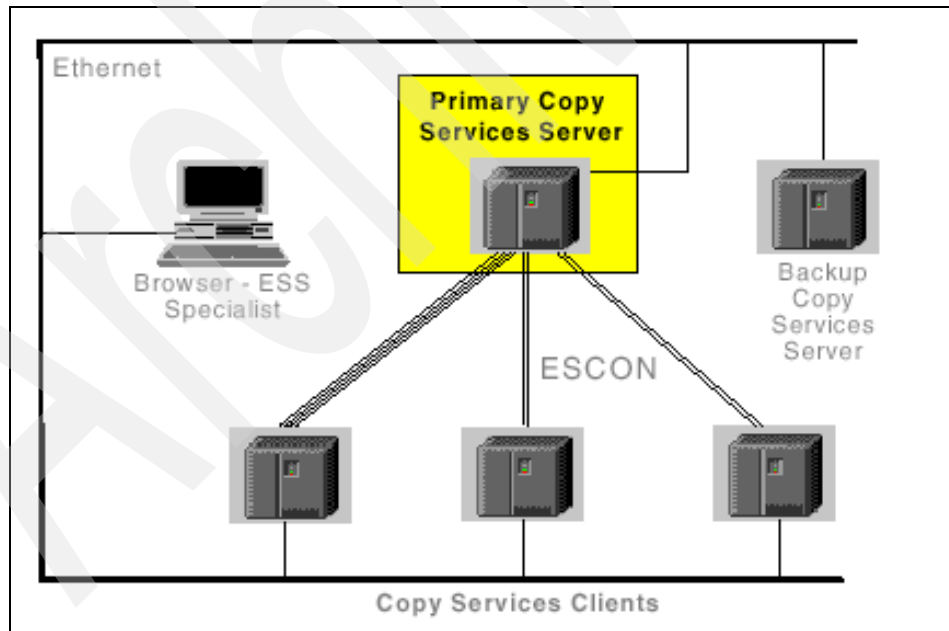 Ethernet
Primary Copy
Services Server
Browser - ESS
Specialist
Backup
Copy
Services
Server
ESCON
Copy Services Clients